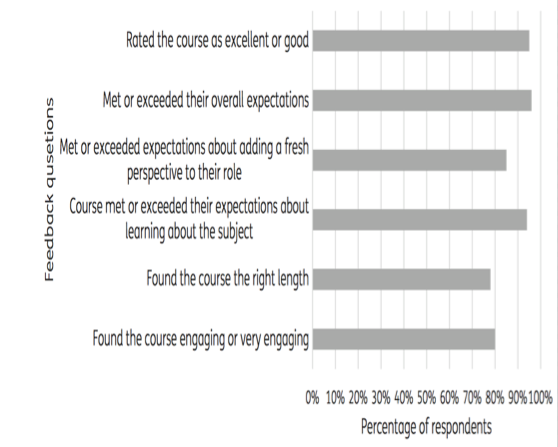 Rated the course as excellent or good
Met or exceeded their overall expectations
Met or exceeded expectations about adding a fresh
perspective to their role
Course met or exceeded their expectations about
learning about the subject
Found the course the right length
Found the course engaging or very engaging
Feedback qusetions
0% 10% 20% 30% 40% 50% 60% 70% 80% 90% 100%
Percentage of respondents